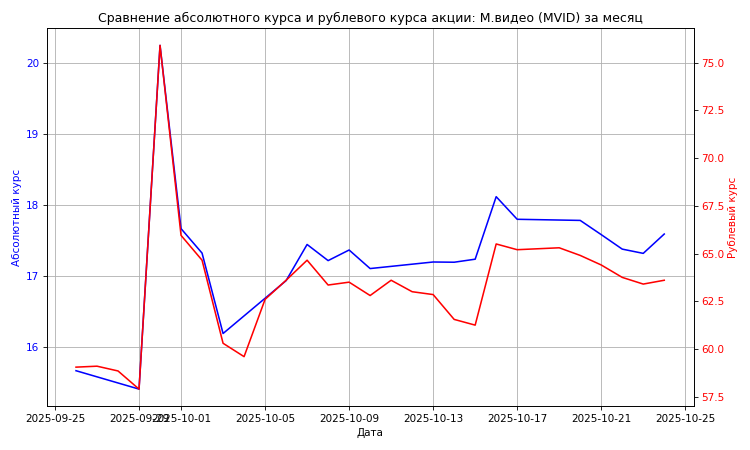 Сравнение абсолютного курса и рублевого курса акции: М.видео (MVID) за месяц
Абсолютный курс
20
19
18
17
16
75.0
72.5
70.0
67.5
65.0
62.5
60.0
57.5
Рублевый курс
2025-09-25 2025-09-29 2025-10-01 2025-10-05 2025-10-09 2025-10-13 2025-10-17 2025-10-21 2025-10-25
Дата